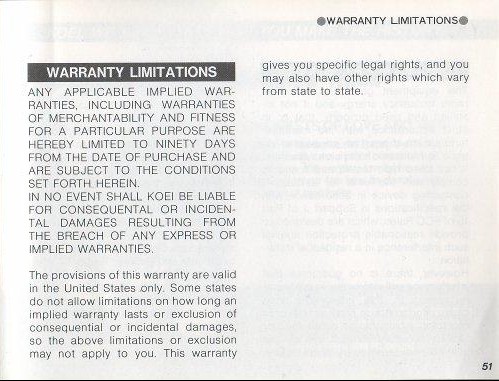 ●WARRANTY LIMITATIONS●
WARRANTY LIMITATIONS
ANY APPLICABLE IMPLIED WAR-
RANTIES, INCLUDING WARRANTIES
OF MERCHANTABILITY AND FITNESS
FOR A PARTICULAR PURPOSE ARE
HEREBY LIMITED TO NINETY DAYS
FROM THE DATE OF PURCHASE AND
ARE SUBJECT TO THE CONDITIONS
SET FORTH HEREIN.
IN NO EVENT SHALL KOEI BE LIABLE
FOR CONSEQUENTAL OR INCIDEN-
TAL DAMAGES RESULTING FROM
THE BREACH OF ANY EXPRESS OR
IMPLIED WARRANTIES.
The provisions of this warranty are valid
in the United States only. Some states
do not allow limitations on how long an
implied warranty lasts or exclusion of
consequential or incidental damages,
so the above limitations or exclusion
may not apply to you. This warranty
gives you specific legal rights, and you
may also have other rights which vary
from state to state.
51